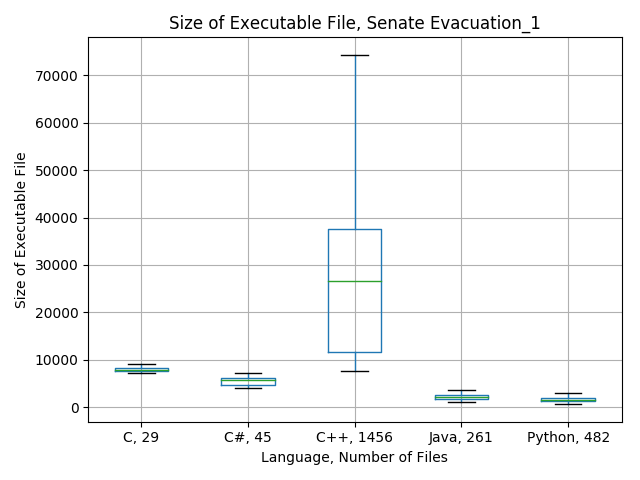 Size of Executable File, Senate Evacuation_1
Size of Executable File
70000
60000
50000
40000
30000
20000
10000
0
C, 29
C#, 45
C++, 1456
Java, 261
Python, 482
Language, Number of Files